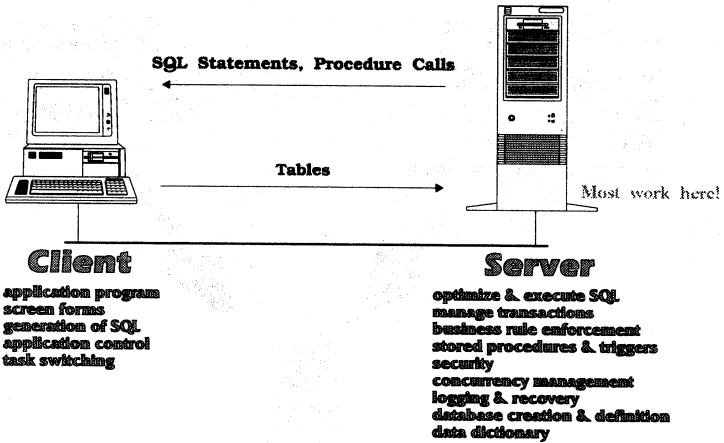 SQL Statements, Procedure Calls
Tables
Most work here!
Client
application program
screen forms
generation of SQL
application control
task switching
Server
optimize & execute SQL
manage transactions
business rule enforcement
stored procedures & triggers
security
concurrency management
logging & recovery
database creation & definition
data dictionary